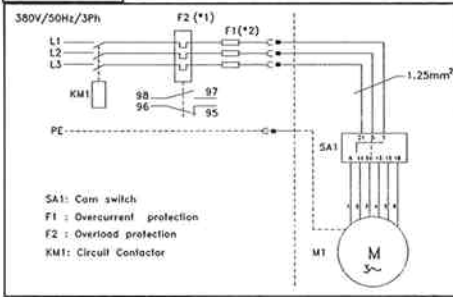 380V/50Hz/3Ph
F2 (*1)
F1(*2)
L1
L2
L3
KM1
98
97
96
95
1.25mm²
PE
SA1
M1
M
3~
SA1: Cam switch
F1 : Overcurrent protection
F2 : Overload protection
KM1: Circuit Contactor